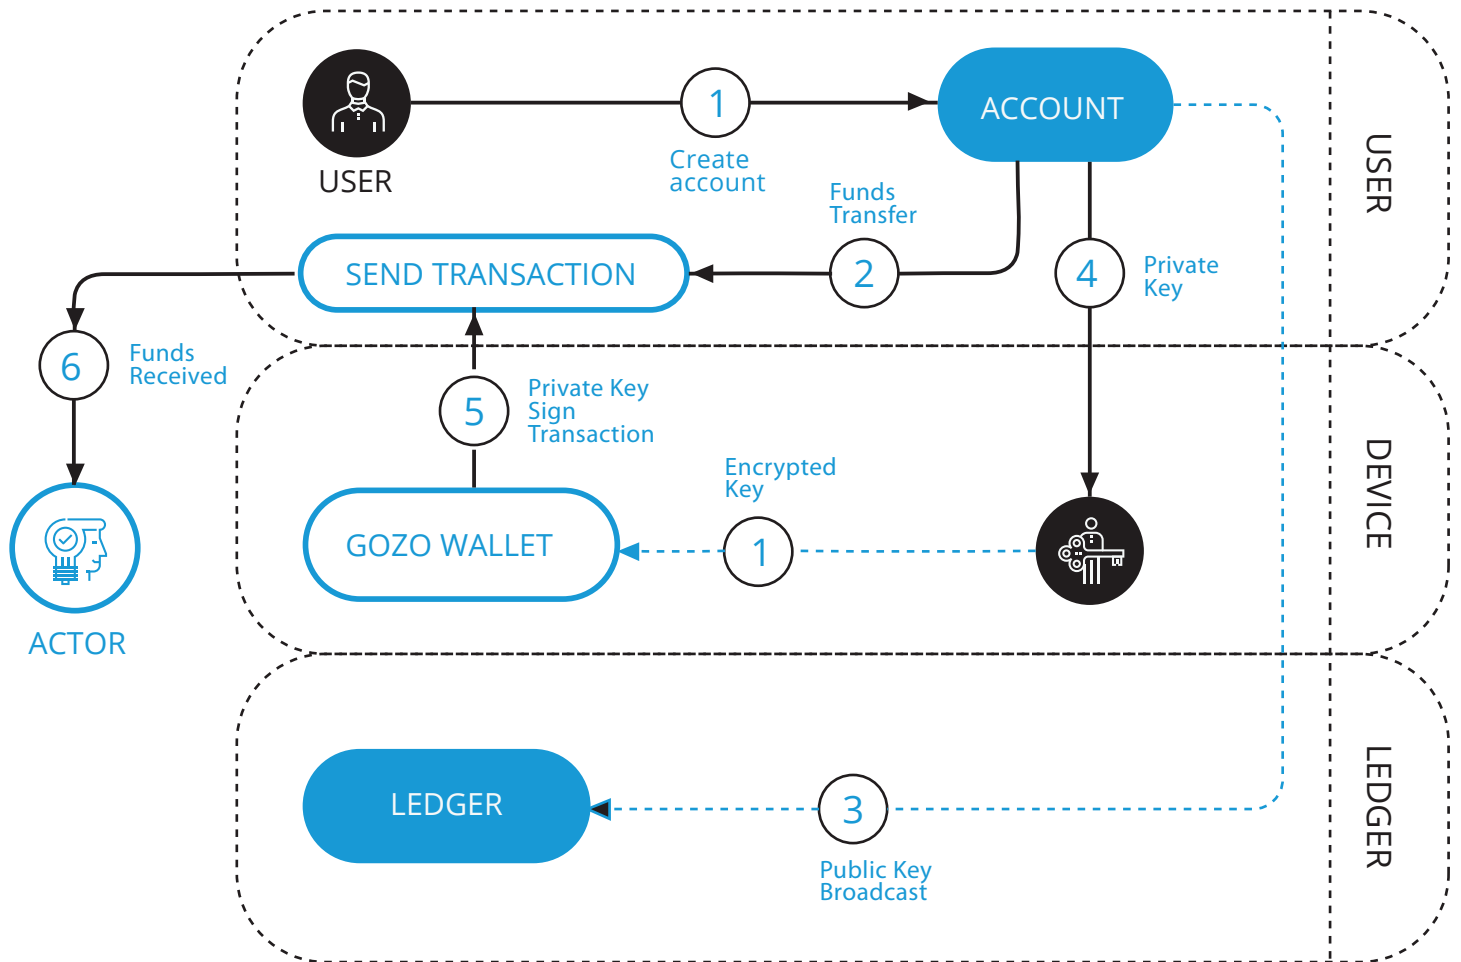 1
ACCOUNT
Create
account
USER
USER
Funds
Transfer
SEND TRANSACTION
2
4
Private
Key
6
Funds
Received
5
Private Key
Sign
Transaction
DEVICE
Encrypted
Key
GOZO WALLET
1
ACTOR
LEDGER
3
LEDGER
Public Key
Broadcast